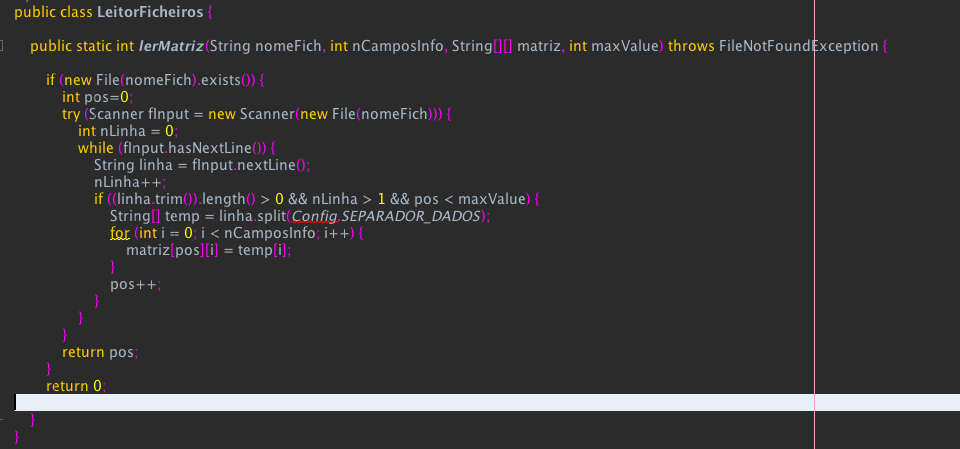 public class LeitorFicheiros {
public static int lerMatriz(String nomeFich, int nCamposInfo, String[][] matriz, int maxValue) throws FileNotFoundException {
if (new File(nomeFich).exists()) {
int pos=0;
try (Scanner fInput = new Scanner(new File(nomeFich))) {
int nLinha = 0;
while (fInput.hasNextLine()) {
String linha = fInput.nextLine();
nLinha++;
if ((linha.trim()).length() > 0 && nLinha > 1 && pos < maxValue) {
String[] temp = linha.split(Config.SEPARADOR_DADOS);
for (int i = 0; i < nCamposInfo; i++) {
matriz[pos][i] = temp[i];
}
pos++;
}
}
}
return pos;
}
return 0;
}
}